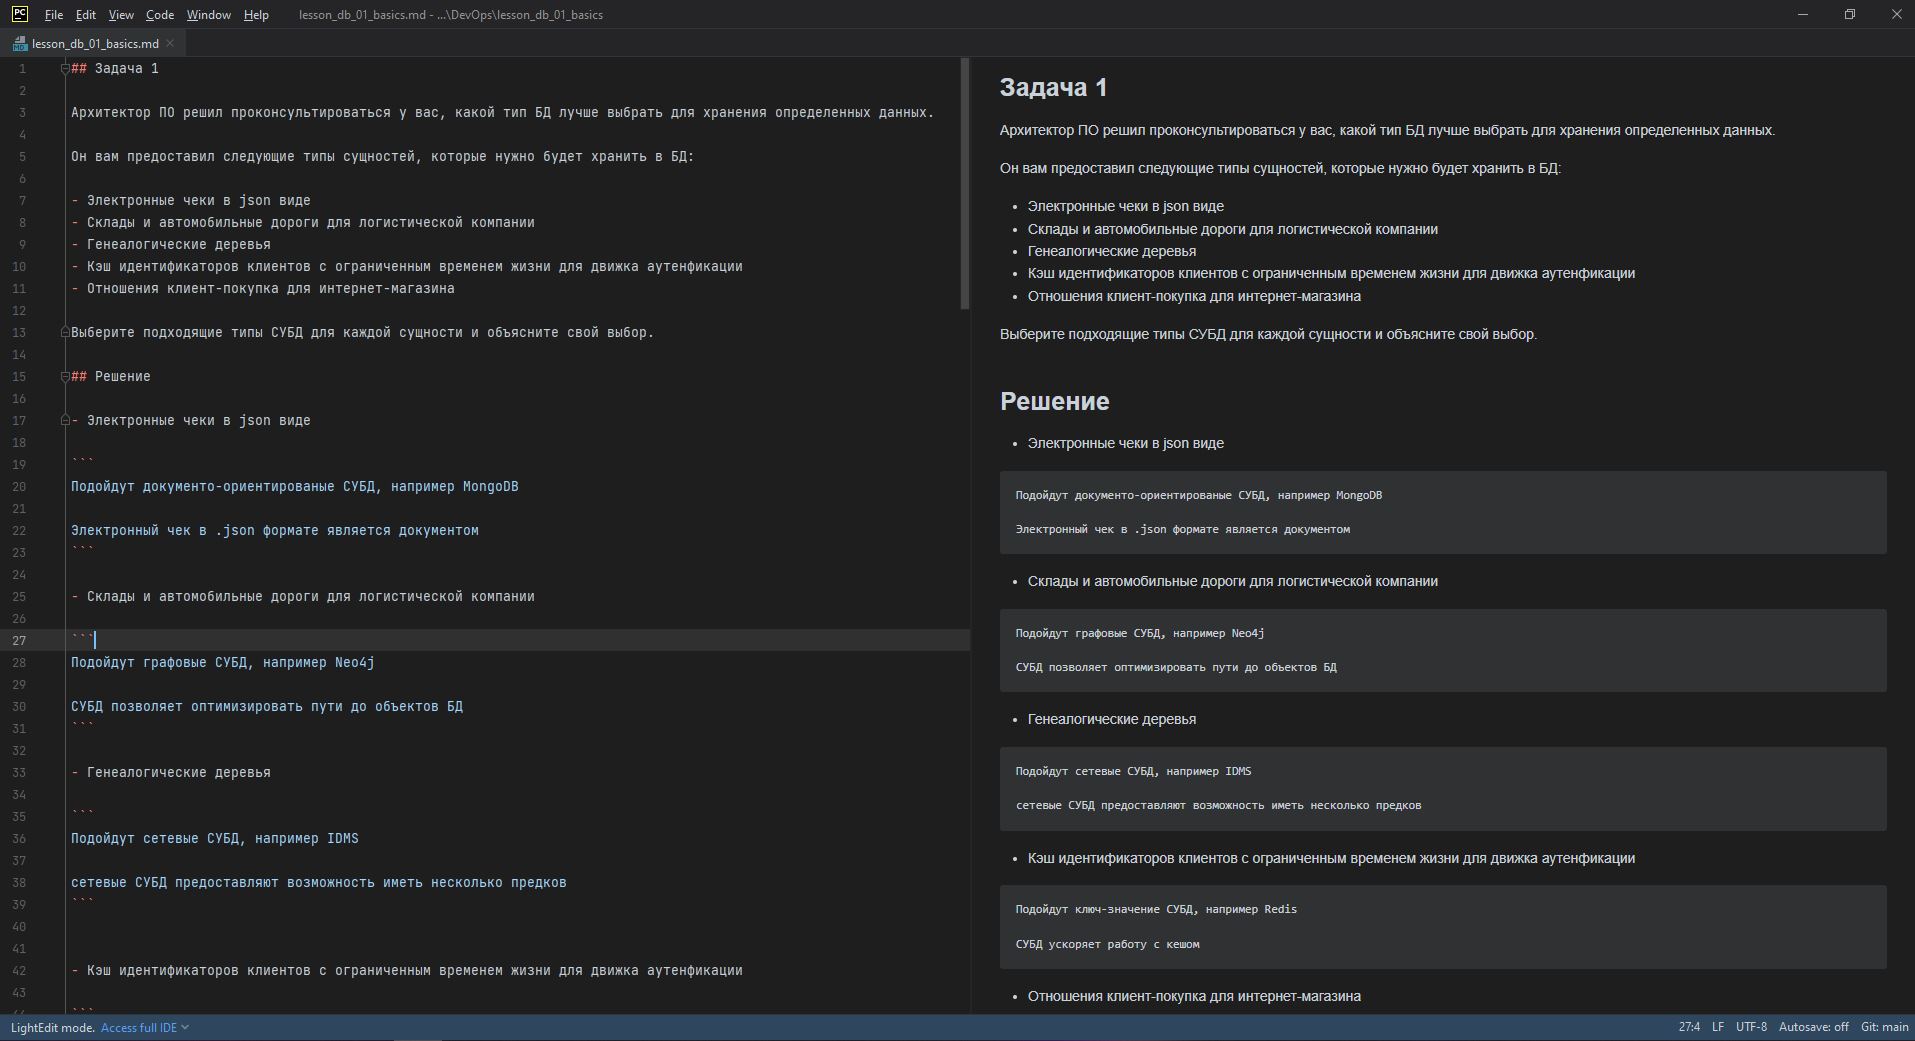 PC File Edit View Code Window Help lesson_db_01_basics.md - ...\DevOps\lesson_db_01_basics
lesson_db_01_basics.md
1 ## Задача 1
2
3 Архитектор ПО решил проконсультироваться у вас, какой тип БД лучше выбрать для хранения определенных данных.
4
5 Он вам предоставил следующие типы сущностей, которые нужно будет хранить в БД:
6
7 - Электронные чеки в json виде
8 - Склады и автомобильные дороги для логистической компании
9 - Генеалогические деревья
10 - Кэш идентификаторов клиентов с ограниченным временем жизни для движка аутенфикации
11 - Отношения клиент-покупка для интернет-магазина
12
13 Выберите подходящие типы СУБД для каждой сущности и объясните свой выбор.
14
15 ## Решение
16
17 - Электронные чеки в json виде
18
19 ```
20 Подойдут документо-ориентированые СУБД, например MongoDB
21
22 Электронный чек в .json формате является документом
23 ```
24
25 - Склады и автомобильные дороги для логистической компании
26
27 ```
28 Подойдут графовые СУБД, например Neo4j
29
30 СУБД позволяет оптимизировать пути до объектов БД
31 ```
32
33 - Генеалогические деревья
34
35 ```
36 Подойдут сетевые СУБД, например IDMS
37
38 сетевые СУБД предоставляют возможность иметь несколько предков
39 ```
40
41
42 - Кэш идентификаторов клиентов с ограниченным временем жизни для движка аутенфикации
43
44 ```
Задача 1
Архитектор ПО решил проконсультироваться у вас, какой тип БД лучше выбрать для хранения определенных данных.
Он вам предоставил следующие типы сущностей, которые нужно будет хранить в БД:
• Электронные чеки в json виде
• Склады и автомобильные дороги для логистической компании
• Генеалогические деревья
• Кэш идентификаторов клиентов с ограниченным временем жизни для движка аутенфикации
• Отношения клиент-покупка для интернет-магазина
Выберите подходящие типы СУБД для каждой сущности и объясните свой выбор.
Решение
• Электронные чеки в json виде
Подойдут документо-ориентированые СУБД, например MongoDB
Электронный чек в .json формате является документом
• Склады и автомобильные дороги для логистической компании
Подойдут графовые СУБД, например Neo4j
СУБД позволяет оптимизировать пути до объектов БД
• Генеалогические деревья
Подойдут сетевые СУБД, например IDMS
сетевые СУБД предоставляют возможность иметь несколько предков
• Кэш идентификаторов клиентов с ограниченным временем жизни для движка аутенфикации
Подойдут ключ-значение СУБД, например Redis
СУБД ускоряет работу с кешом
• Отношения клиент-покупка для интернет-магазина
LightEdit mode. Access full IDE 27:4 LF UTF-8 Autosave: off Git: main